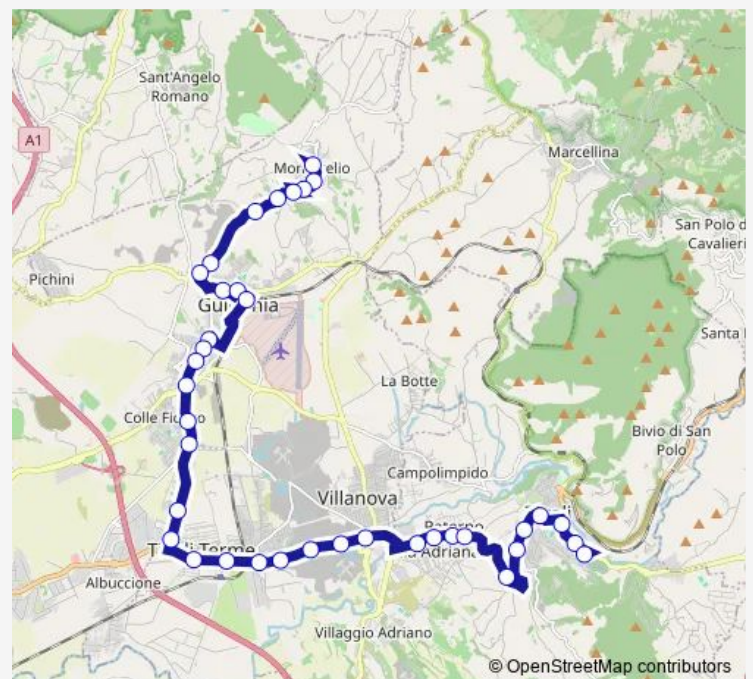 Sant'Angelo
Romano
A1
Marcellina
San Polo d
Cavalieri
Pichini
Santa
La Botte
Colle Fiorito
Bivio di San
Polo
Campolimpido
Villanova
Albuccione
Villaggio Adriano
© OpenStreetMap contributors